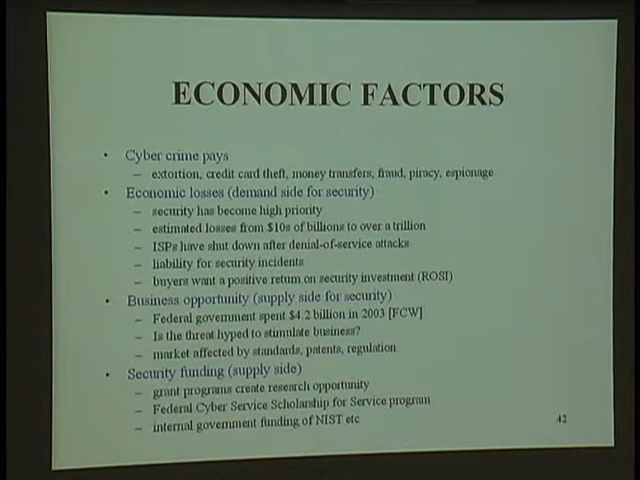 ECONOMIC FACTORS
• Cyber crime pays
– extortion, credit card theft, money transfers, fraud, piracy, espionage
• Economic losses (demand side for security)
– security has become high priority
– estimated losses from $10s of billions to over a trillion
– ISPs have shut down after denial-of-service attacks
– liability for security incidents
– buyers want a positive return on security investment (ROSI)
• Business opportunity (supply side for security)
– Federal government spent $4.2 billion in 2003 [FCW]
– Is the threat hyped to stimulate business?
– market affected by standards, patents, regulation
• Security funding (supply side)
– grant programs create research opportunity
– Federal Cyber Service Scholarship for Service program
– internal government funding of NIST etc
42